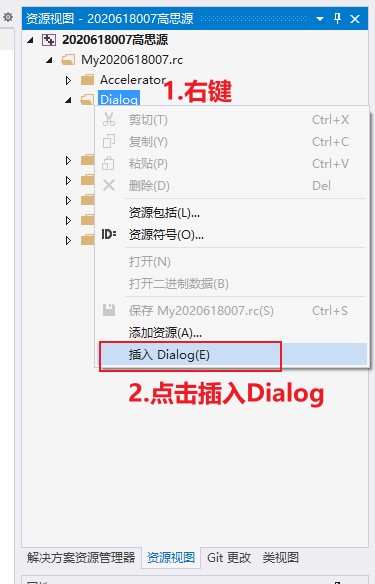 资源视图 - 2020618007高思源
2020618007高思源
My2020618007.rc
Accelerator
Dialog
1.右键
剪切(T) Ctrl+X
复制(Y) Ctrl+C
粘贴(P) Ctrl+V
删除(D) Del
资源包括(L)...
ID= 资源符号(O)...
打开(N)
打开二进制数据(B)
保存 My2020618007.rc(S) Ctrl+S
添加资源(A)...
插入 Dialog(E)
2.点击插入Dialog
解决方案资源管理器 资源视图 Git 更改 类视图